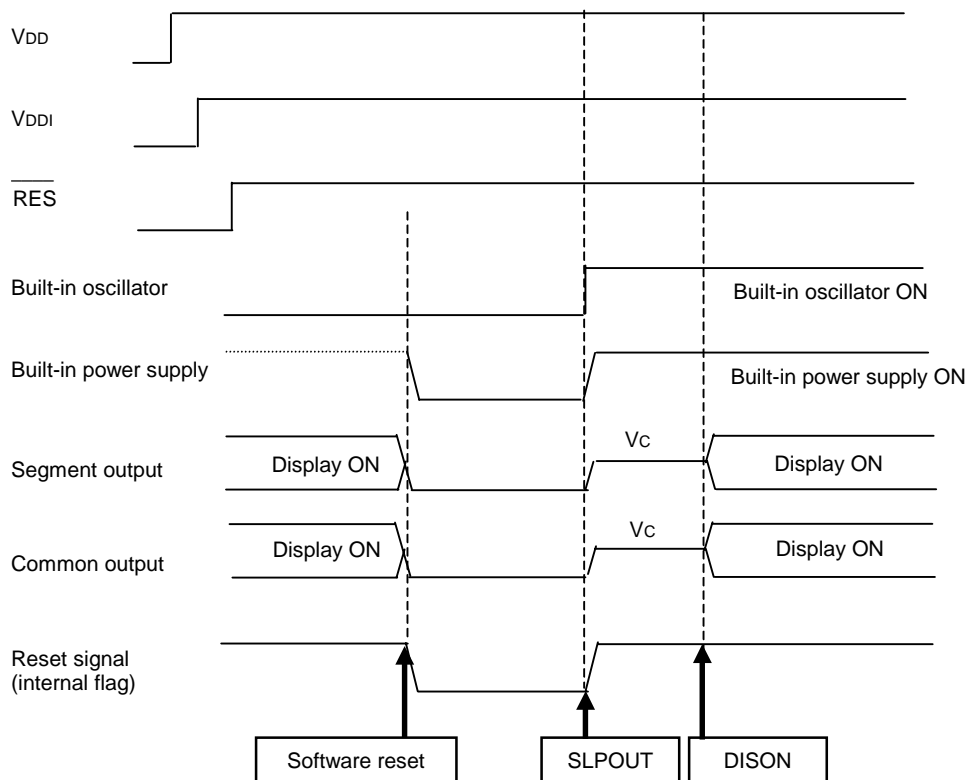 VDD
VDDI
RES
Built-in oscillator
Built-in oscillator ON
Built-in power supply
Built-in power supply ON
Segment output
Display ON
VC
Display ON
Common output
Display ON
VC
Display ON
Reset signal
(internal flag)
Software reset
SLPOUT
DISON